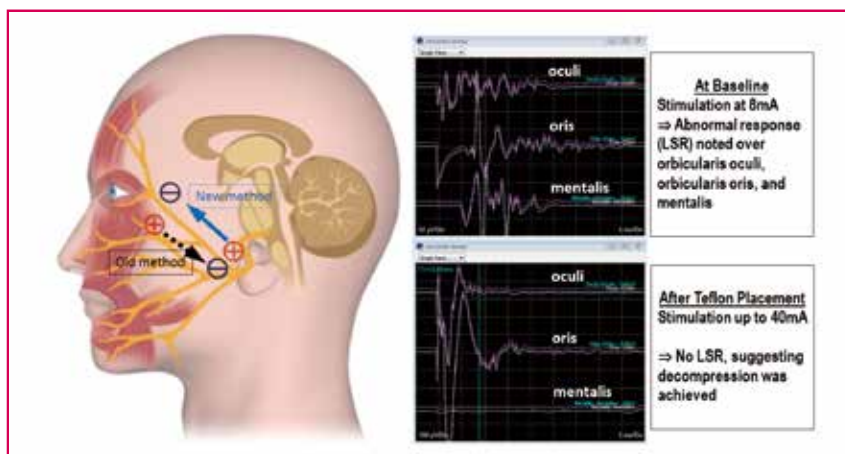 New method
Old method
oculi
oris
mentalis
oculi
oris
mentalis
At Baseline
Stimulation at 8mA
⇒ Abnormal response
(LSR) noted over
orbicularis oculi,
orbicularis oris, and
mentalis
After Teflon Placement
Stimulation up to 40mA
⇒ No LSR, suggesting
decompression was
achieved